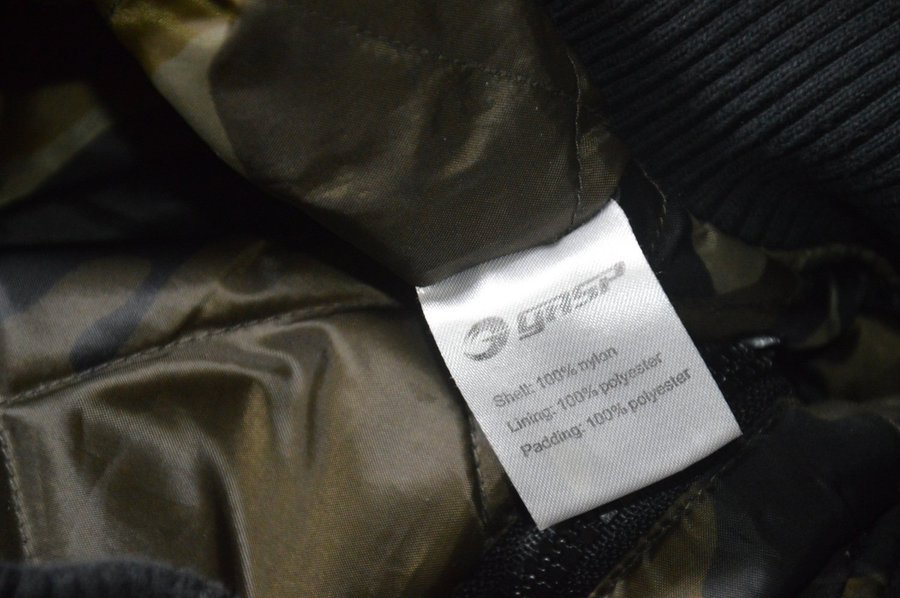 gasp
Shell: 100% nylon
Lining: 100% polyester
Padding: 100% polyester